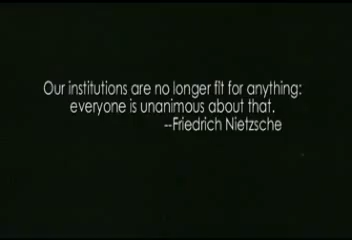 Our institutions are no longer fit for anything:
everyone is unanimous about that.
--Friedrich Nietzsche